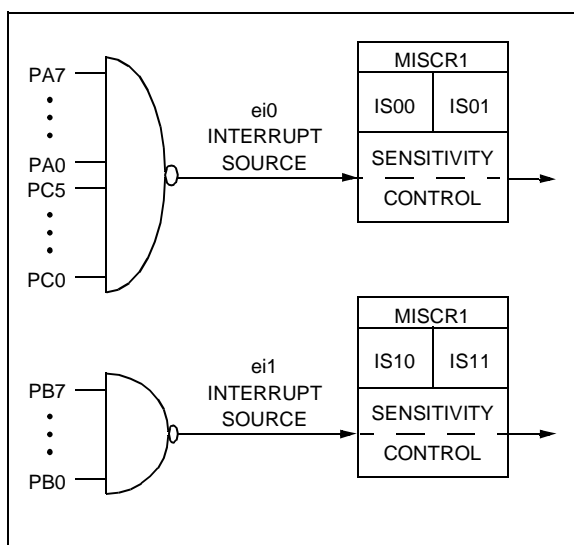 PA7
PA0
PC5
PC0
ei0
INTERRUPT
SOURCE
MISCR1
IS00 IS01
SENSITIVITY
CONTROL
PB7
PB0
ei1
INTERRUPT
SOURCE
MISCR1
IS10 IS11
SENSITIVITY
CONTROL